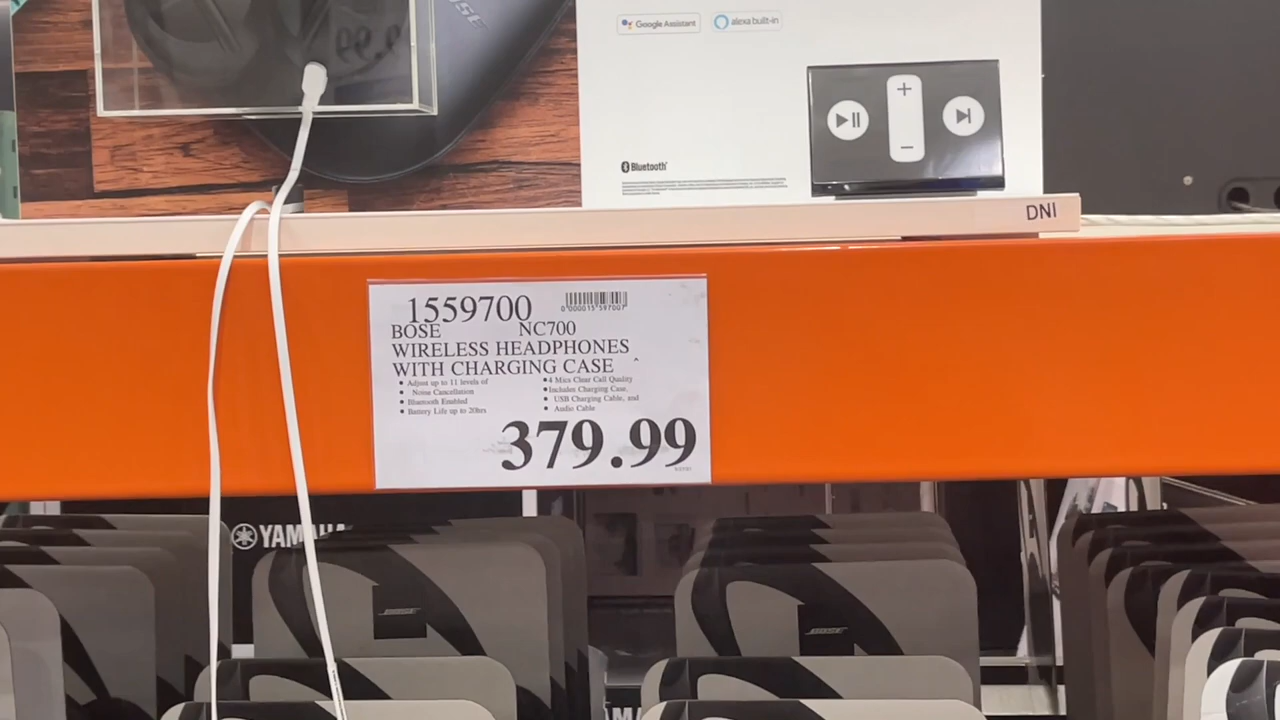 BOSE
Google Assistant
alexa built-in
Bluetooth
DNI
1559700
BOSE NC700
WIRELESS HEADPHONES
WITH CHARGING CASE ^
• Adjust up to 11 levels of
• Noise Cancellation
• Bluetooth Enabled
• Battery Life up to 20hrs
• 4 Mics Clear Call Quality
• Includes Charging Case,
• USB Charging Cable, and
• Audio Cable
379.99
YAMAHA
BOSE
BOSE